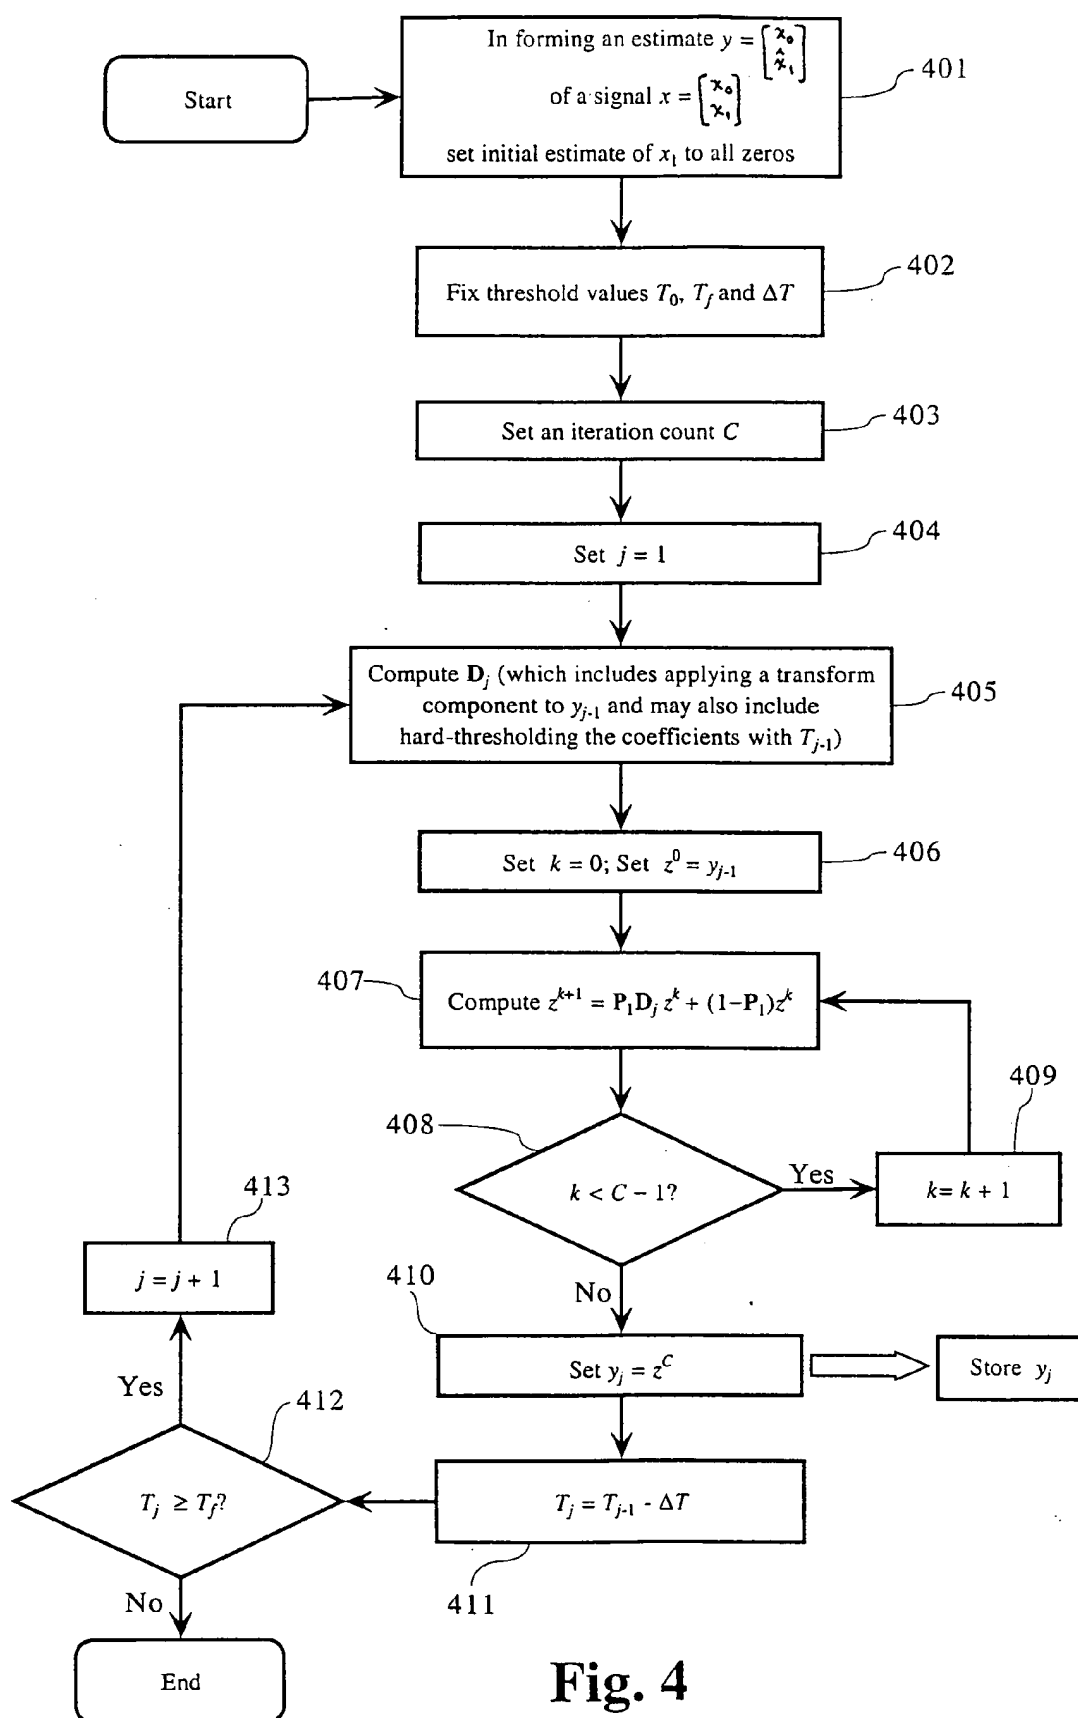 Start
In forming an estimate y = [x₀ x̂₁]
of a signal x = [x₀ x₁]
set initial estimate of x₁ to all zeros
401
Fix threshold values T₀, T_f and ΔT
402
Set an iteration count C
403
Set j = 1
404
Compute D_j (which includes applying a transform
component to y_{j-1} and may also include
hard-thresholding the coefficients with T_{j-1})
405
Set k = 0; Set z⁰ = y_{j-1}
406
407
Compute z^{k+1} = P₁D_j z^k + (1−P₁)z^k
408
k < C − 1?
Yes
409
k= k + 1
No
410
Set y_j = z^C
Store y_j
T_j = T_{j-1} - ΔT
411
412
T_j ≥ T_f?
Yes
413
j = j + 1
No
End
Fig. 4